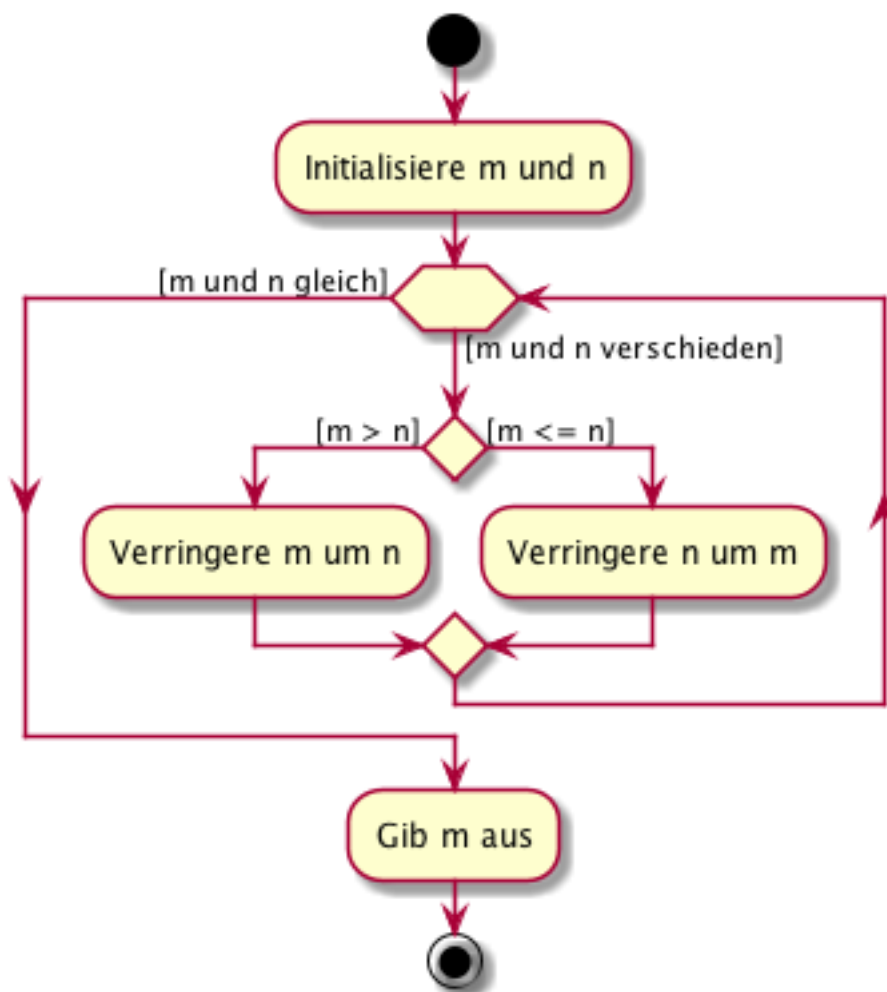 Initialisiere m und n
[m und n gleich]
[m und n verschieden]
[m > n]
[m <= n]
Verringere m um n
Verringere n um m
Gib m aus